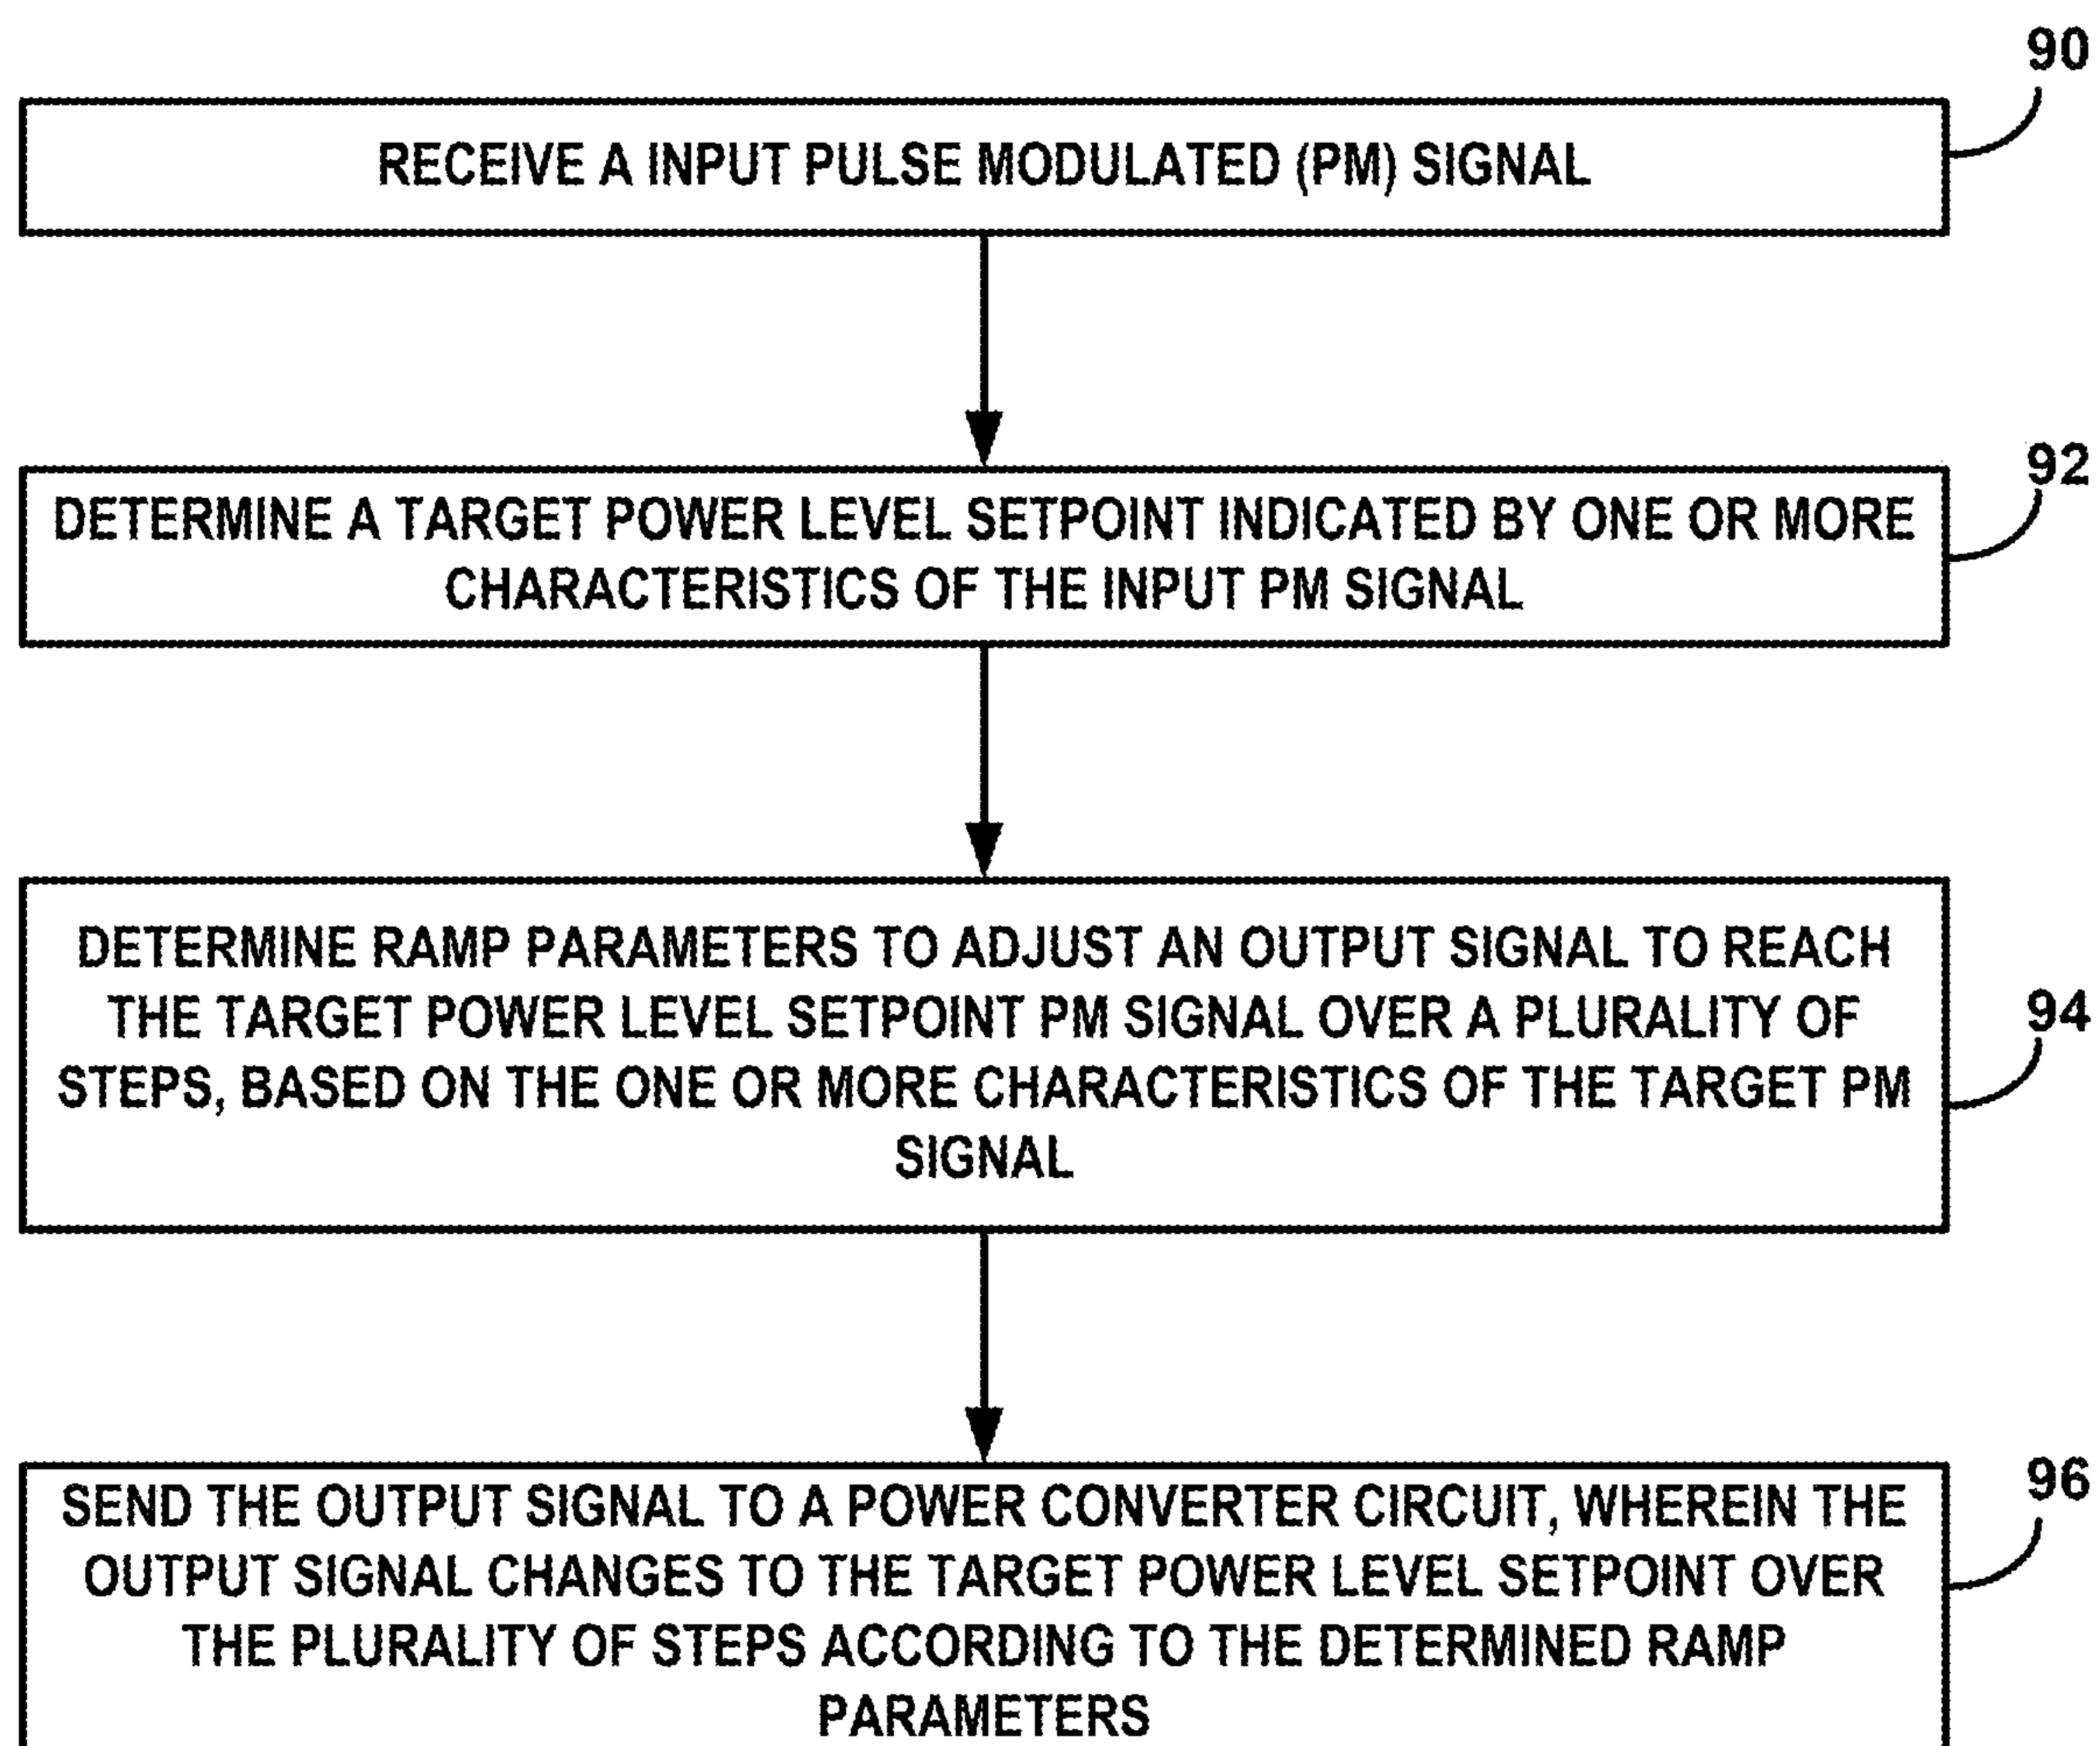 90
RECEIVE A INPUT PULSE MODULATED (PM) SIGNAL
92
DETERMINE A TARGET POWER LEVEL SETPOINT INDICATED BY ONE OR MORE
CHARACTERISTICS OF THE INPUT PM SIGNAL
DETERMINE RAMP PARAMETERS TO ADJUST AN OUTPUT SIGNAL TO REACH
THE TARGET POWER LEVEL SETPOINT PM SIGNAL OVER A PLURALITY OF
94
STEPS, BASED ON THE ONE OR MORE CHARACTERISTICS OF THE TARGET PM
SIGNAL
96
SEND THE OUTPUT SIGNAL TO A POWER CONVERTER CIRCUIT, WHEREIN THE
OUTPUT SIGNAL CHANGES TO THE TARGET POWER LEVEL SETPOINT OVER
THE PLURALITY OF STEPS ACCORDING TO THE DETERMINED RAMP
PARAMETERS